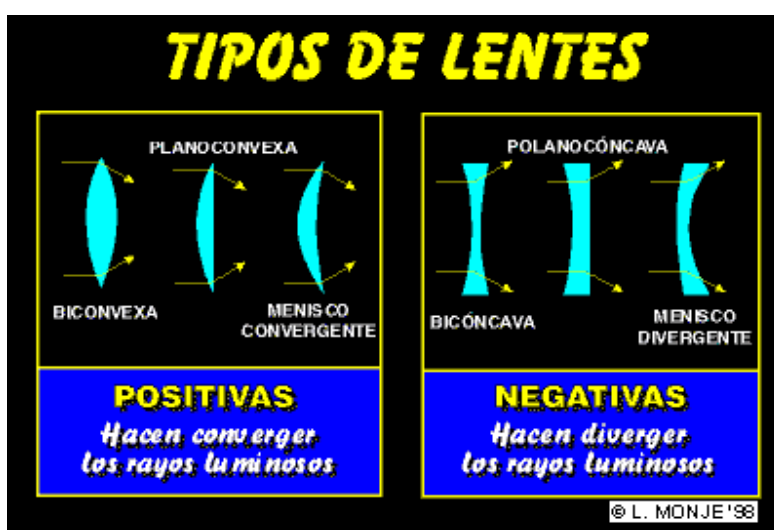 TIPOS DE LENTES
PLANOCONVEXA
BICONVEXA
MENISCO
CONVERGENTE
POSITIVAS
Hacen converger
los rayos luminosos
POLANOCÓNCAVA
BICÓNCAVA
MENISCO
DIVERGENTE
NEGATIVAS
Hacen diverger
los rayos luminosos
© L. MONJE '98